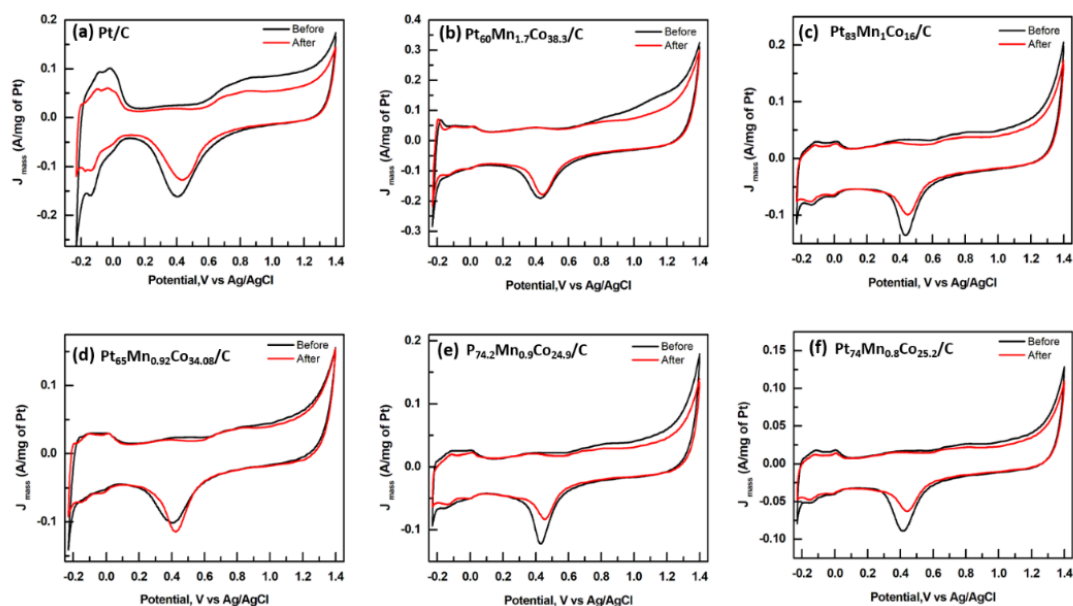 (a) Pt/C
Before
After
0.2
0.1
0.0
-0.1
-0.2
J mass (A/mg of Pt)
-0.2 0.0 0.2 0.4 0.6 0.8 1.0 1.2 1.4
Potential,V vs Ag/AgCl
(b) Pt60Mn1.7Co38.3/C
Before
After
0.4
0.3
0.2
0.1
0.0
-0.1
-0.2
-0.3
J mass (A/mg of Pt)
-0.2 0.0 0.2 0.4 0.6 0.8 1.0 1.2 1.4
Potential,V vs Ag/AgCl
(c) Pt83Mn1Co16/C
Before
After
0.2
0.1
0.0
-0.1
J mass (A/mg of Pt)
-0.2 0.0 0.2 0.4 0.6 0.8 1.0 1.2 1.4
Potential, V vs Ag/AgCl
(d) Pt65Mn0.92Co34.08/C
Before
After
0.1
0.0
-0.1
J mass (A/mg of Pt)
-0.2 0.0 0.2 0.4 0.6 0.8 1.0 1.2 1.4
Potential, V vs Ag/AgCl
(e) P74.2Mn0.9Co24.9/C
Before
After
0.2
0.1
0.0
-0.1
J mass (A/mg of Pt)
-0.2 0.0 0.2 0.4 0.6 0.8 1.0 1.2 1.4
Potential, V vs Ag/AgCl
(f) Pt74Mn0.8Co25.2/C
Before
After
0.15
0.10
0.05
0.00
-0.05
-0.10
J mass (A/mg of Pt)
-0.2 0.0 0.2 0.4 0.6 0.8 1.0 1.2 1.4
Potential, V vs Ag/AgCl